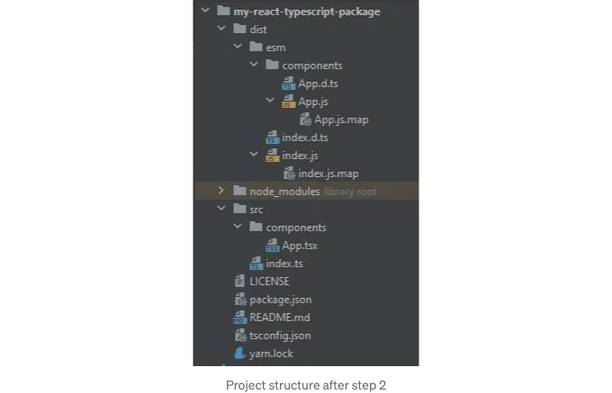 my-react-typescript-package
dist
esm
components
App.d.ts
App.js
App.js.map
index.d.ts
index.js
index.js.map
node_modules library root
src
components
App.tsx
index.ts
LICENSE
package.json
README.md
tsconfig.json
yarn.lock
Project structure after step 2